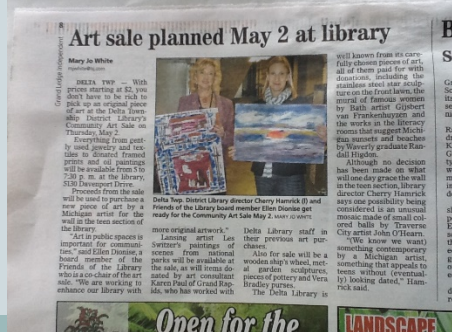 Grand Ledge Independent
Art sale planned May 2 at library
Mary Jo White
DELTA TWP — With
prices starting at $2, you
don't have to be rich to
pick up an original piece
of art at the Delta Town-
ship District Library's
Community Art Sale on
Thursday, May 2.
Everything from gent-
ly used jewelry and tex-
tiles to donated framed
prints and oil paintings
will be available from 5 to
7:30 p.m. at the library,
5130 Davenport Drive.
Proceeds from the sale
will be used to purchase a
new piece of art by a
Michigan artist for the
wall in the teen section of
the library.
"Art in public spaces is
important for communi-
ties," said Ellen Dionise, a
board member of the
Friends of the Library
who is a co-chair of the art
sale. "We are working to
enhance our library with
Delta Twp. District Library director Cherry Hamrick (l) and
Friends of the Library board member Ellen Dionise get
ready for the Community Art Sale May 2. MARY JO WHITE
more original artwork."
Lansing artist Les
Switzer's paintings of
scenes from national
parks will be available at
the sale, as will items do-
nated by art consultant
Karen Paul of Grand Rap-
ids, who has worked with
Delta Library staff in
their previous art pur-
chases.
Also for sale will be a
wooden ship's wheel, met-
al garden sculptures,
pieces of pottery and Vera
Bradley purses.
The Delta Library is
well known for its care-
fully chosen pieces of art,
all of them paid for with
donations, including the
stainless steel star sculp-
ture on the front lawn, the
mural of famous women
by Bath artist Gijsbert
van Frankenhuyzen and
the works in the literacy
rooms that suggest Michi-
gan sunsets and beaches
by Waverly graduate Ran-
dall Higdon.
Although no decision
has been made on what
will one day grace the wall
in the teen section, library
director Cherry Hamrick
says one possibility being
considered is an unusual
mosaic made of small col-
ored balls by Traverse
City artist John O'Hearn.
"(We know we want)
something contemporary
by a Michigan artist,
something that appeals to
teens without (eventual-
ly) looking dated," Ham-
rick said.
Open for the
LANDSCAPE